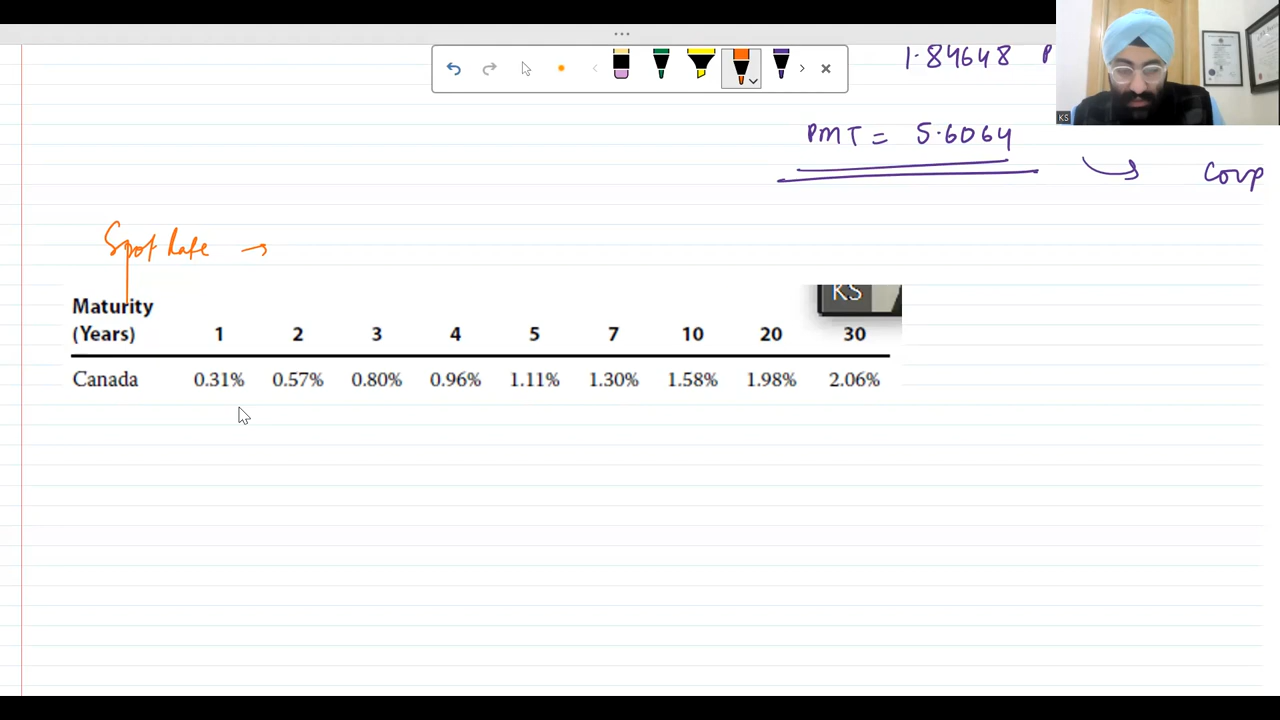 1.84648 P
PMT = 5.6064
Coup
Spot Rate →
KS
KS
Maturity
(Years) 1 2 3 4 5 7 10 20 30
Canada 0.31% 0.57% 0.80% 0.96% 1.11% 1.30% 1.58% 1.98% 2.06%